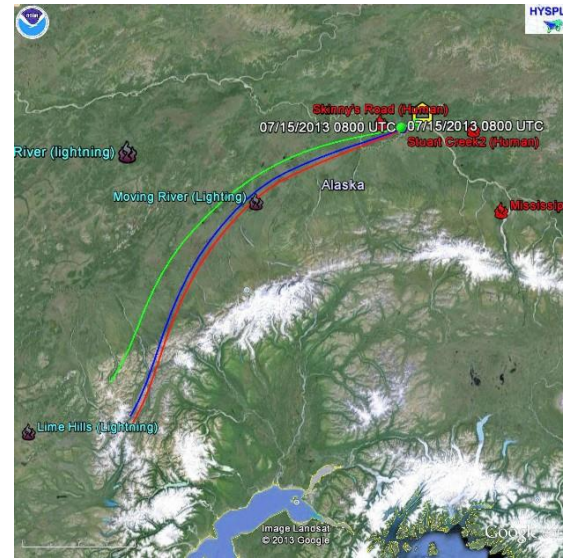 NOAA
HYSPL
Skinny's Road (Human)
07/15/2013 0800 UTC
07/15/2013 0800 UTC
Stuart Creek2 (Human)
River (lightning)
Alaska
Moving River (Lighting)
Mississip
Lime Hills (Lightning)
Image Landsat
© 2013 Google
Google